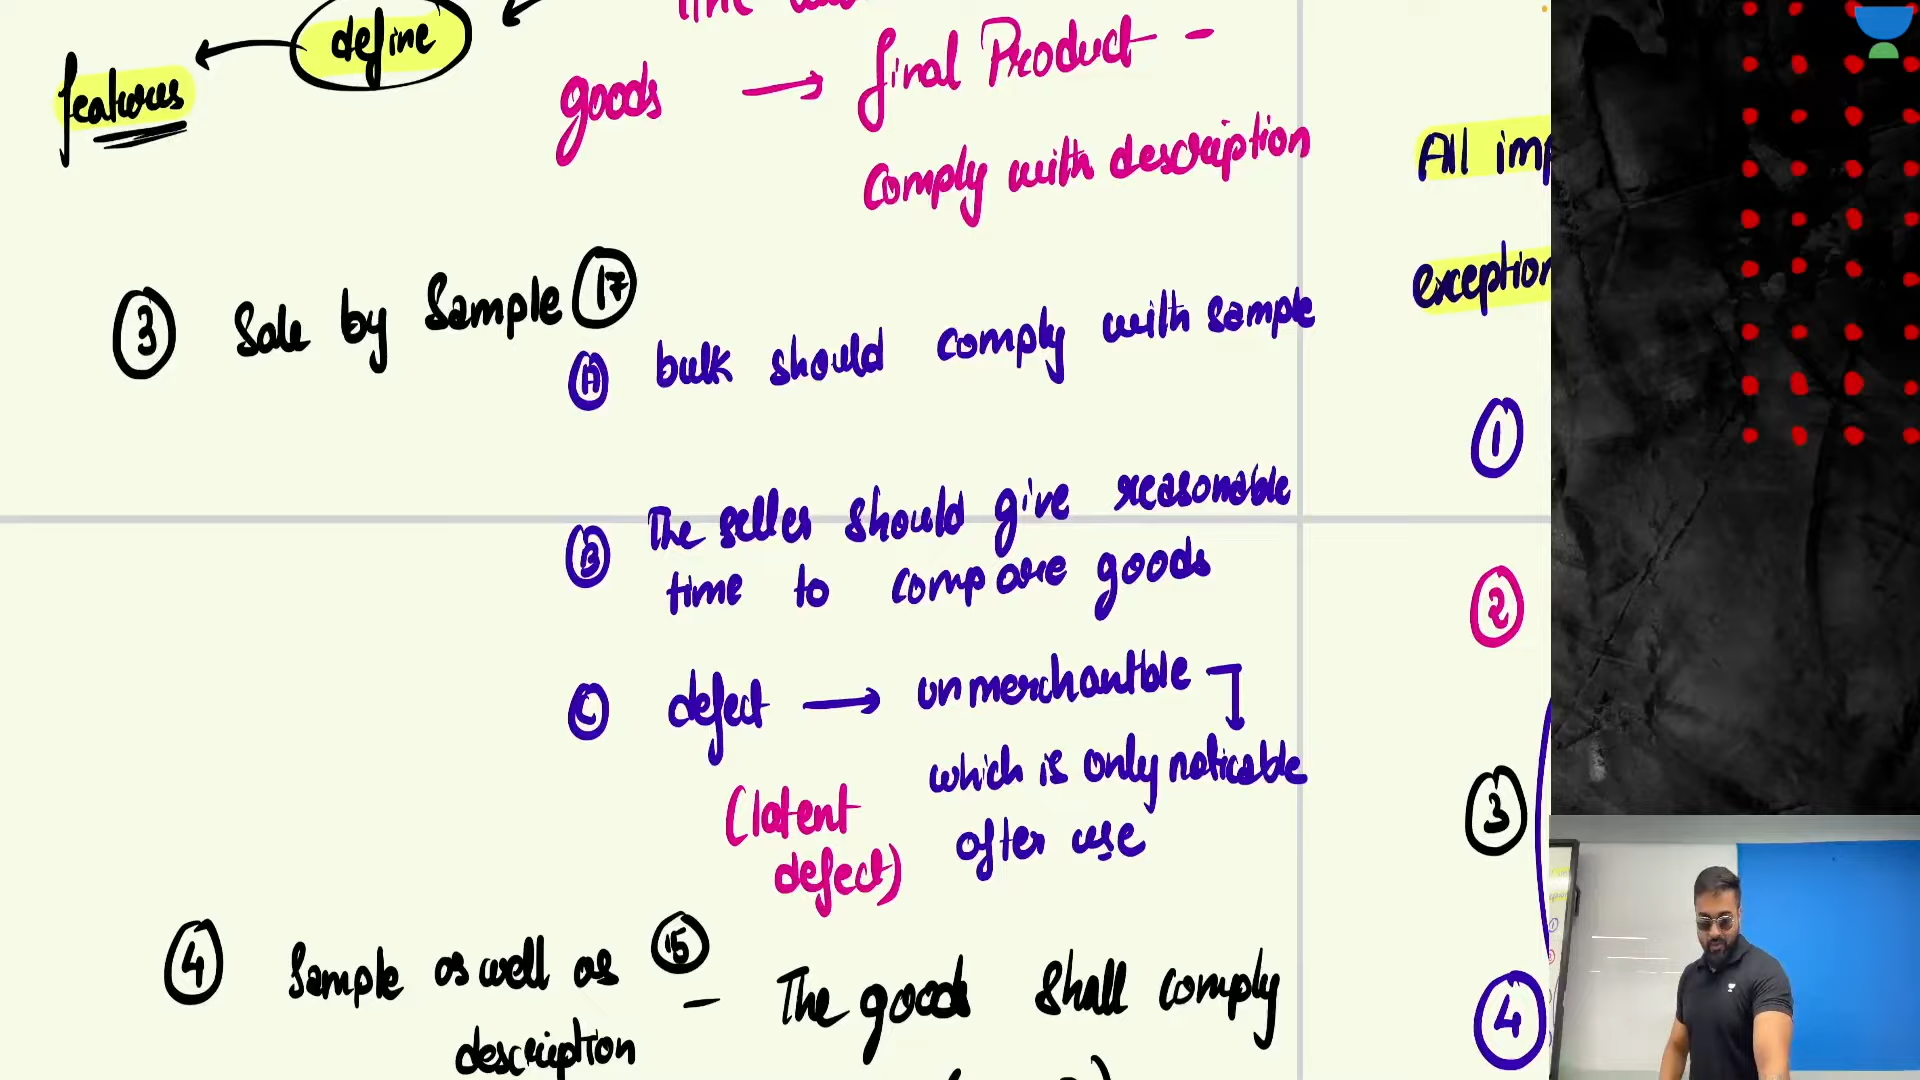 define
features
goods → final Product -
comply with description
③ Sale by Sample ⑰
Ⓐ bulk should comply with sample
Ⓑ The seller should give reasonable
time to compare goods
Ⓒ defect → unmerchantble
which is only noticable
after use
(latent
defect)
④ Sample as well as ⑮ - The goods shall comply
description
All imp
exception
①
②
③
④